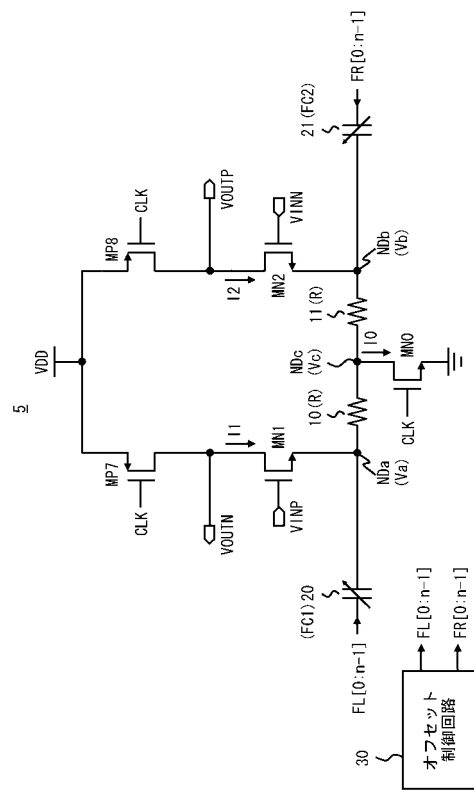 5
VDD
MP7
MP8
CLK
CLK
VOUTN
VOUTP
I1
I2
VINP
MN1
MN2
VINN
NDc
(Vc)
10(R)
11(R)
I0
NDa
(Va)
NDb
(Vb)
CLK
MN0
(FC1)20
21(FC2)
FL[0:n-1]
FR[0:n-1]
30
オフセット
制御回路
FL[0:n-1]
FR[0:n-1]